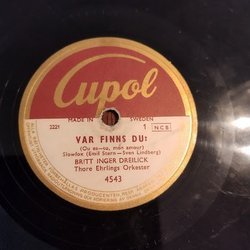 Cupol
MADE IN SWEDEN
2221 1 NCB
VAR FINNS DU:
(Ou es-tu, món amour)
Slowfox (Emil Stern—Sven Lindberg)
BRITT INGER DREILICK
Thore Ehrlings Orkester
4543